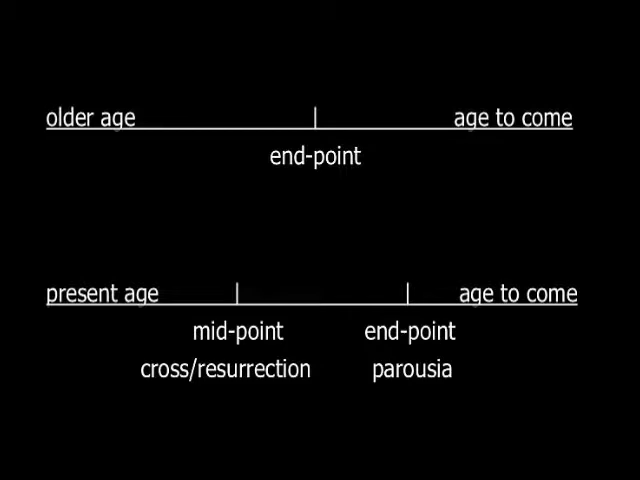 older age | age to come
end-point
present age | | age to come
mid-point end-point
cross/resurrection parousia